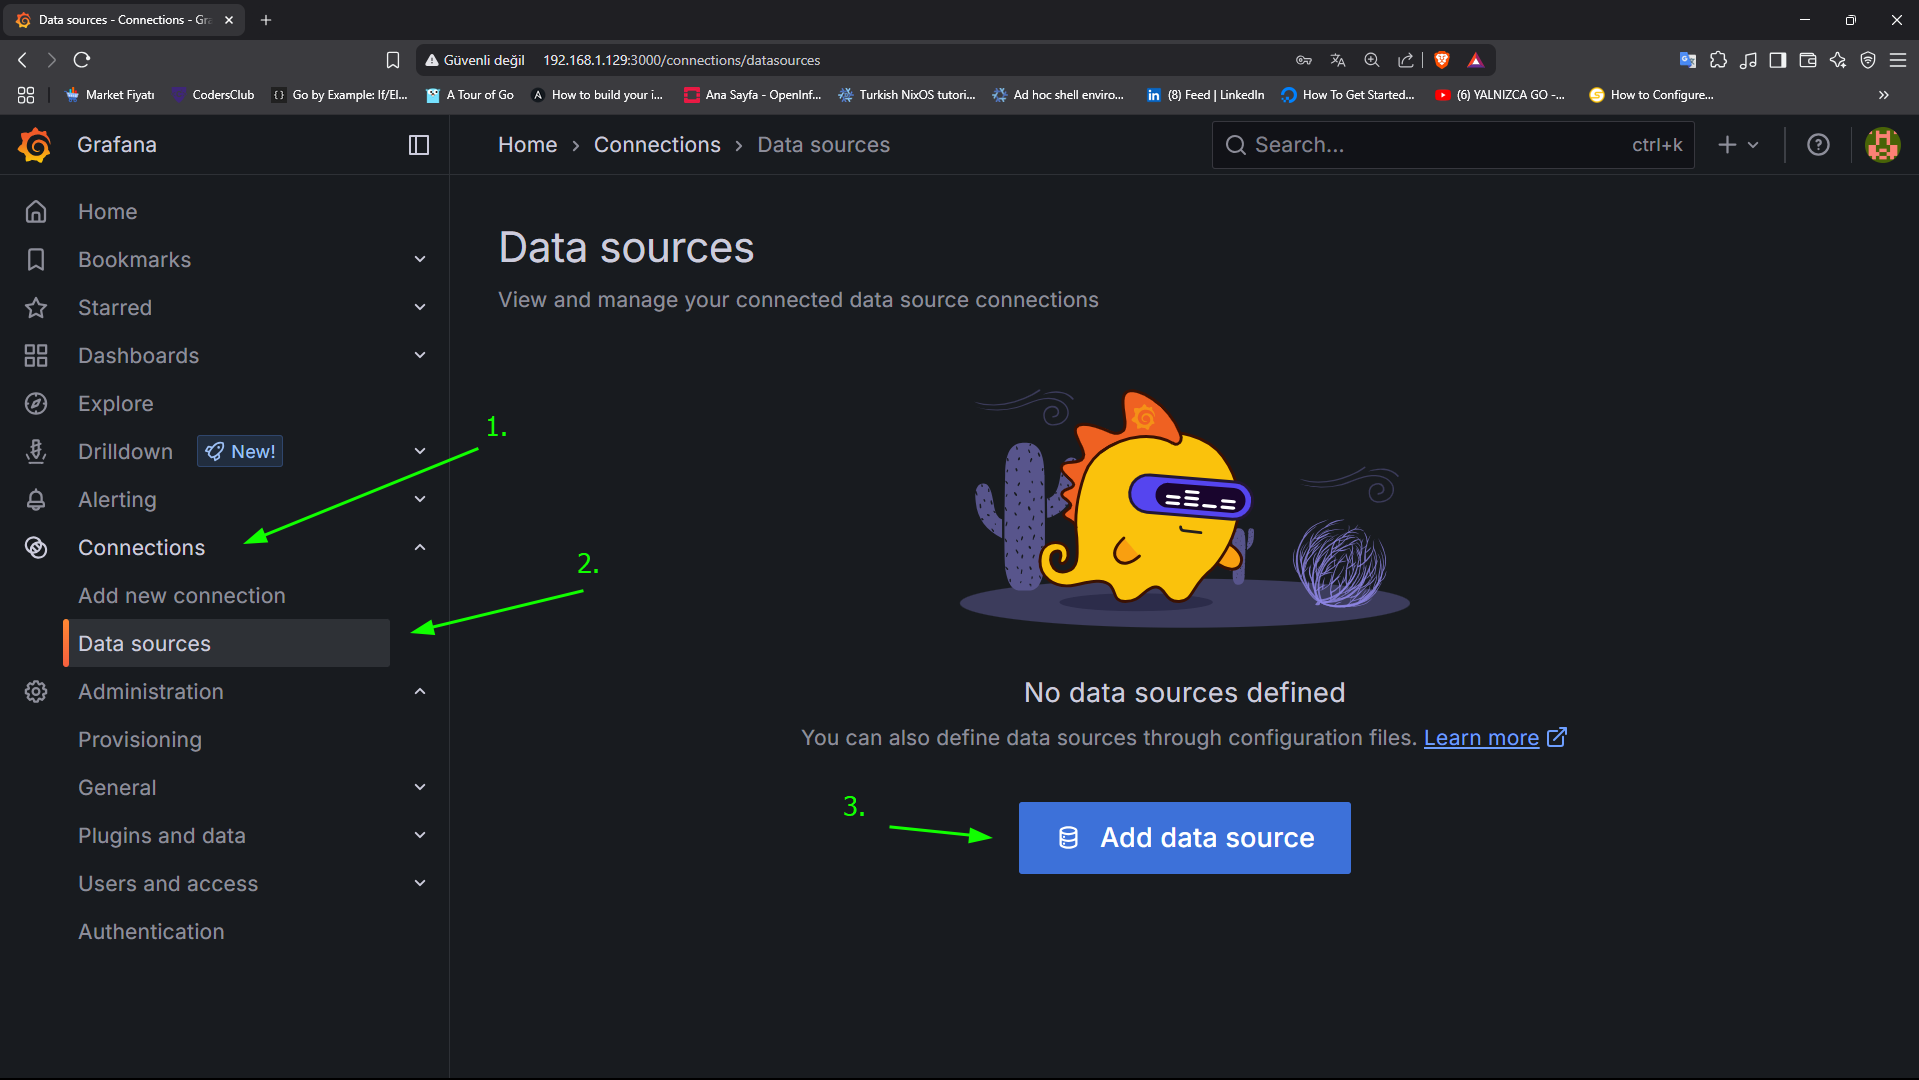 Data sources - Connections - Gra
Güvenli değil 192.168.1.129:3000/connections/datasources
Market Fiyatı CodersClub Go by Example: If/El... A Tour of Go How to build your i... Ana Sayfa - OpenInf... Turkish NixOS tutori... Ad hoc shell enviro... (8) Feed | LinkedIn How To Get Started... (6) YALNIZCA GO -... How to Configure...
Grafana
Home › Connections › Data sources
Search... ctrl+k
Home
Bookmarks
Starred
Dashboards
Explore
Drilldown New!
Alerting
Connections
Add new connection
Data sources
Administration
Provisioning
General
Plugins and data
Users and access
Authentication
1.
2.
Data sources
View and manage your connected data source connections
No data sources defined
You can also define data sources through configuration files. Learn more
3.
Add data source